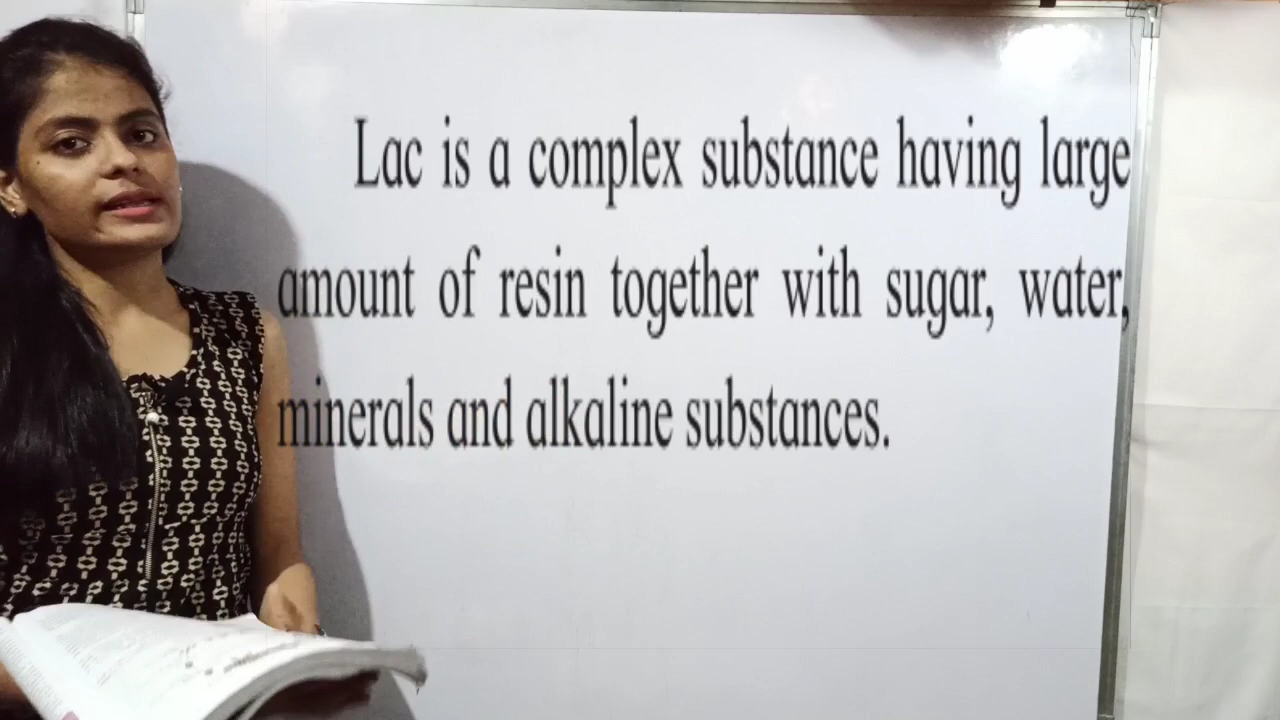 Lac is a complex substance having large
amount of resin together with sugar, water,
minerals and alkaline substances.